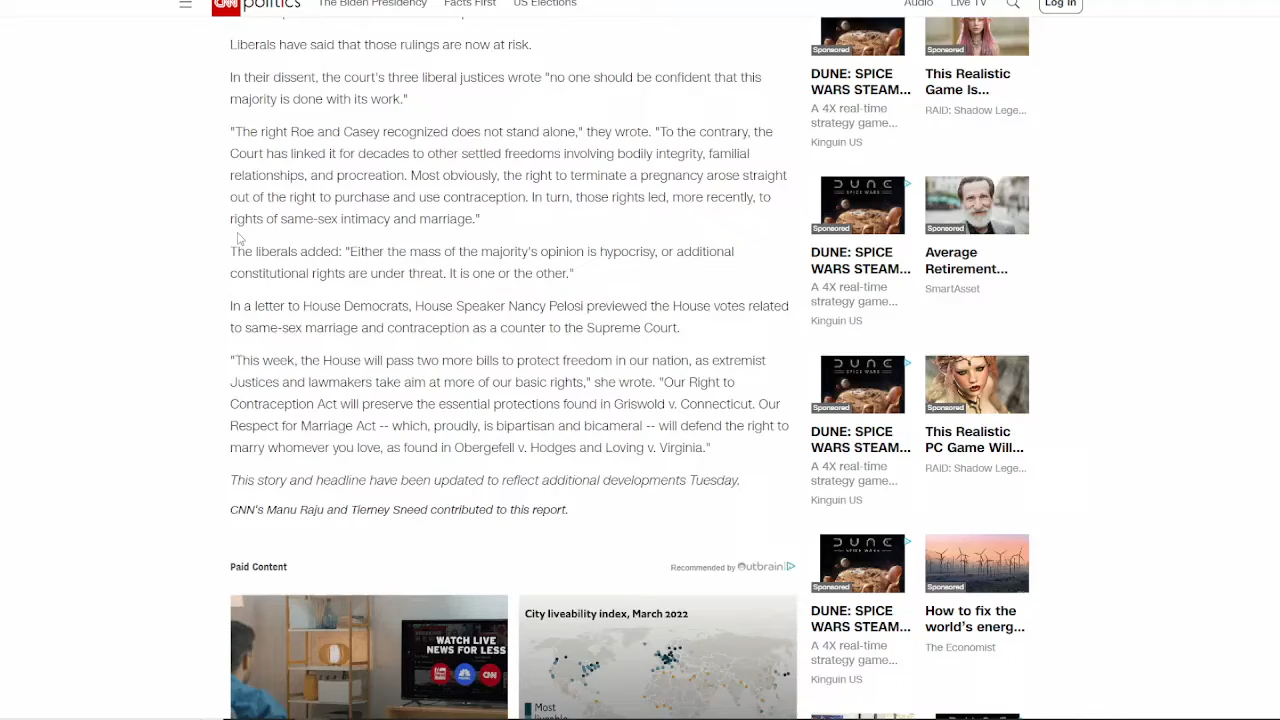 CNN politics The Biden Presidency Facts First US Elections Audio Live TV Log In
Liberals have said that those rulings are now at risk.
In their dissent, the court's three liberal justices wrote "no one should be confident that this
majority is done with its work."
"The right Roe and Casey recognized does not stand alone," they wrote. "To the contrary, the
Court has linked it for decades to other settled freedoms involving bodily integrity, familial
relationships, and procreation. Most obviously, the right to terminate a pregnancy arose straight
out of the right to purchase and use contraception. In turn, those rights led, more recently, to
rights of same-sex intimacy and marriage."
The liberals added: "Either the mass of the majority's opinion is hypocrisy, or additional
constitutional rights are under threat. It is one or the other."
In a letter to House Democrats, House Speaker Nancy Pelosi previewed the House votes related
to same-sex marriage and contraception as a counter to the Supreme Court.
"This week, the House will pass two more bills to protect freedom in our nation, as extremist
Justices and lawmakers take aim at more of our basic rights," she wrote. "Our Right to
Contraception Act will preserve the essential protections found in Griswold v. Connecticut. Our
Respect for Marriage Act -- which, proudly, is bipartisan and bicameral -- will defend the right to
marry whomever you love, as found in Obergefell v. Hodges and Loving v. Virginia."
This story and headline have been updated to reflect additional developments Tuesday.
CNN's Manu Raju and Tierney Sneed contributed to this report.
Paid Content
Recommended by Outbrain
WATCH LIVE
NEWS FOR LESS
CNN
City liveability index, March 2022
Sponsored
DUNE: SPICE
WARS STEAM...
A 4X real-time
strategy game...
Kinguin US
Sponsored
This Realistic
Game Is...
RAID: Shadow Lege...
DUNE
SPICE WARS
Sponsored
DUNE: SPICE
WARS STEAM...
A 4X real-time
strategy game...
Kinguin US
Sponsored
Average
Retirement...
SmartAsset
DUNE
SPICE WARS
Sponsored
DUNE: SPICE
WARS STEAM...
A 4X real-time
strategy game...
Kinguin US
Sponsored
This Realistic
PC Game Will...
RAID: Shadow Lege...
DUNE
SPICE WARS
Sponsored
DUNE: SPICE
WARS STEAM...
A 4X real-time
strategy game...
Kinguin US
Sponsored
How to fix the
world's energ...
The Economist